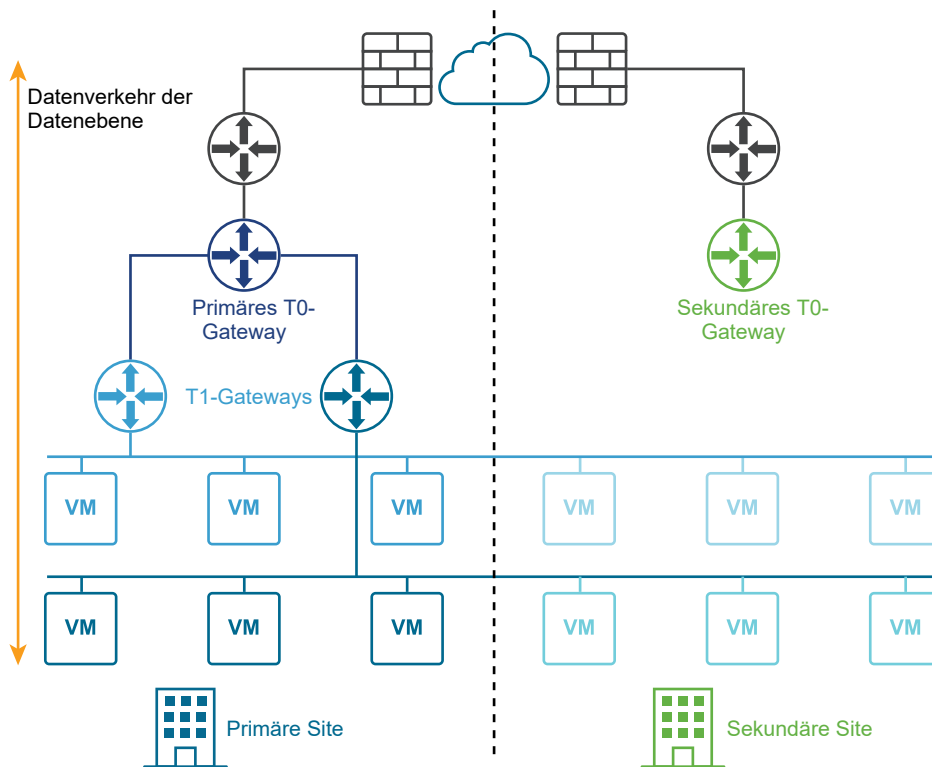 Datenverkehr der
Datenebene
Primäres T0-
Gateway
Sekundäres T0-
Gateway
T1-Gateways
VM
VM
VM
VM
VM
VM
VM
VM
VM
VM
VM
VM
Primäre Site
Sekundäre Site